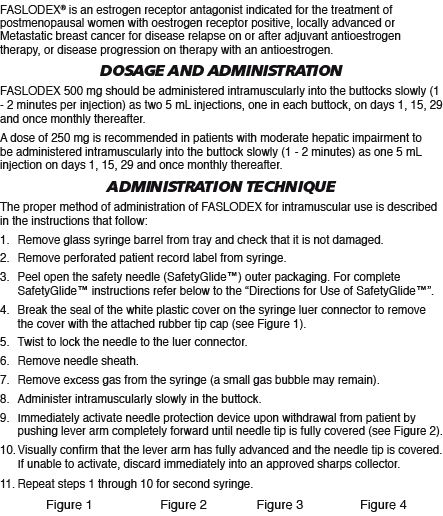 FASLODEX® is an estrogen receptor antagonist indicated for the treatment of
postmenopausal women with oestrogen receptor positive, locally advanced or
Metastatic breast cancer for disease relapse on or after adjuvant antioestrogen
therapy, or disease progression on therapy with an antioestrogen.
DOSAGE AND ADMINISTRATION
FASLODEX 500 mg should be administered intramuscularly into the buttocks slowly (1
- 2 minutes per injection) as two 5 mL injections, one in each buttock, on days 1, 15, 29
and once monthly thereafter.
A dose of 250 mg is recommended in patients with moderate hepatic impairment to
be administered intramuscularly into the buttock slowly (1 - 2 minutes) as one 5 mL
injection on days 1, 15, 29 and once monthly thereafter.
ADMINISTRATION TECHNIQUE
The proper method of administration of FASLODEX for intramuscular use is described
in the instructions that follow:
1. Remove glass syringe barrel from tray and check that it is not damaged.
2. Remove perforated patient record label from syringe.
3. Peel open the safety needle (SafetyGlide™) outer packaging. For complete
SafetyGlide™ instructions refer below to the “Directions for Use of SafetyGlide™”.
4. Break the seal of the white plastic cover on the syringe luer connector to remove
the cover with the attached rubber tip cap (see Figure 1).
5. Twist to lock the needle to the luer connector.
6. Remove needle sheath.
7. Remove excess gas from the syringe (a small gas bubble may remain).
8. Administer intramuscularly slowly in the buttock.
9. Immediately activate needle protection device upon withdrawal from patient by
pushing lever arm completely forward until needle tip is fully covered (see Figure 2).
10. Visually confirm that the lever arm has fully advanced and the needle tip is covered.
If unable to activate, discard immediately into an approved sharps collector.
11. Repeat steps 1 through 10 for second syringe.
Figure 1 Figure 2 Figure 3 Figure 4